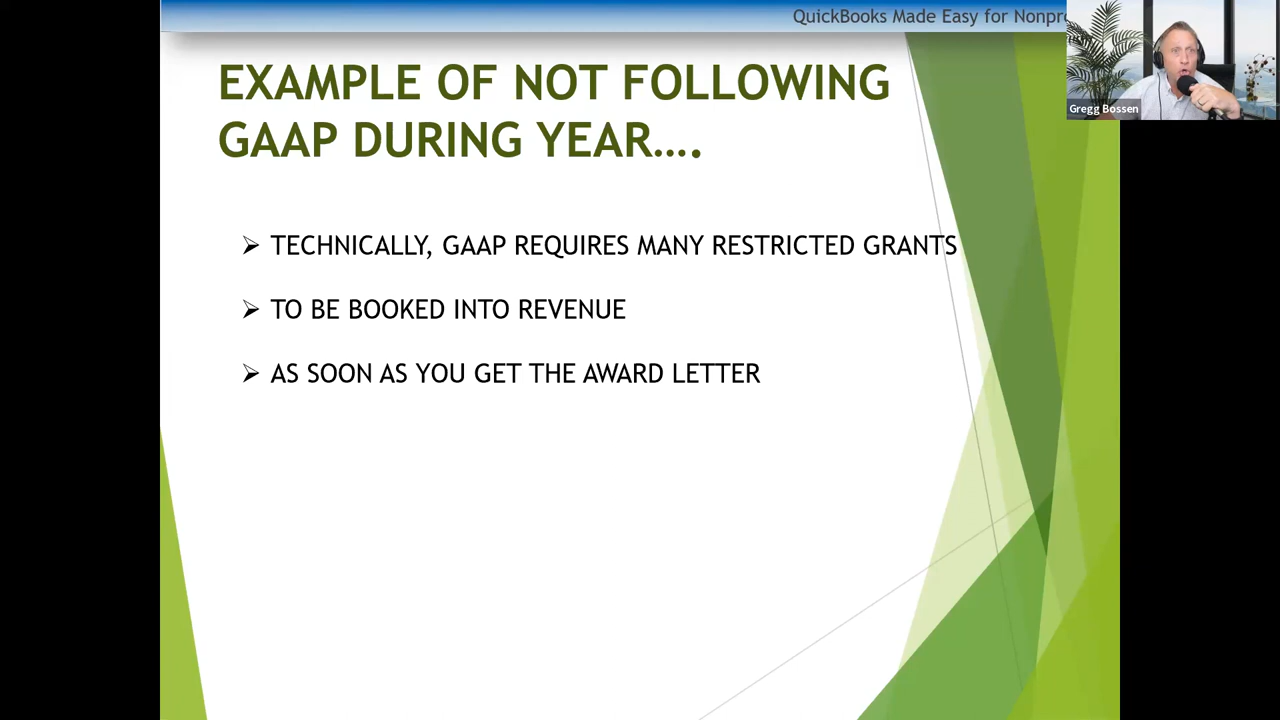 QuickBooks Made Easy for Nonpr
Gregg Bossen
EXAMPLE OF NOT FOLLOWING
GAAP DURING YEAR....
➢ TECHNICALLY, GAAP REQUIRES MANY RESTRICTED GRANTS
➢ TO BE BOOKED INTO REVENUE
➢ AS SOON AS YOU GET THE AWARD LETTER